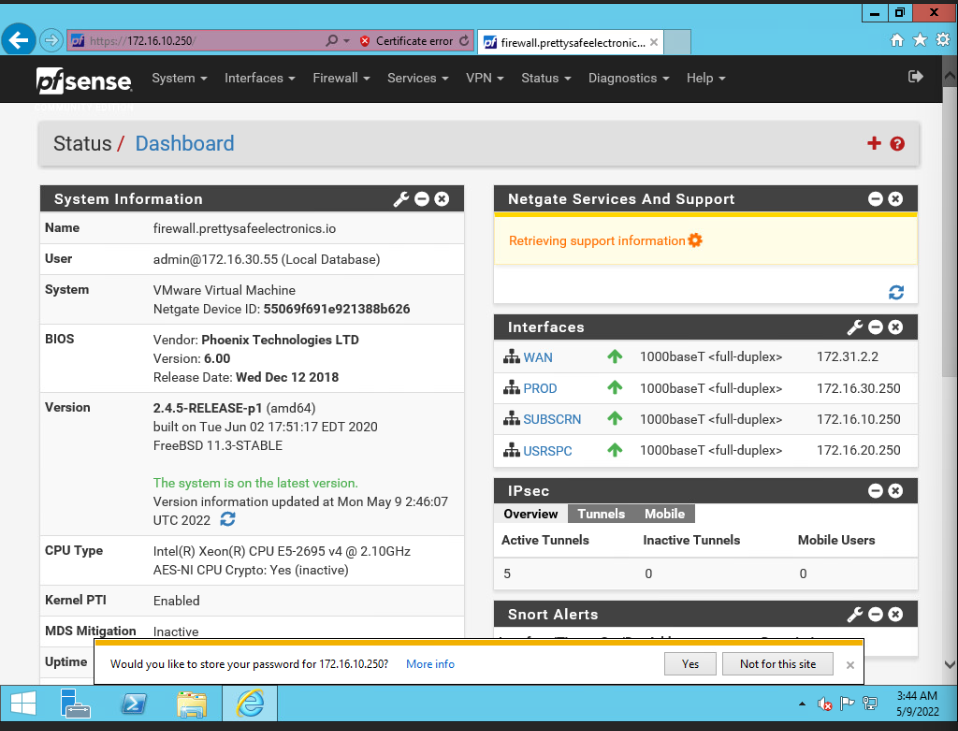 https://172.16.10.250/
Certificate error
firewall.prettysafeelectronic...
pfsense
COMMUNITY EDITION
System
Interfaces
Firewall
Services
VPN
Status
Diagnostics
Help
Status / Dashboard
System Information
Name firewall.prettysafeelectronics.io
User admin@172.16.30.55 (Local Database)
System VMware Virtual Machine
Netgate Device ID: 55069f691e921388b626
BIOS Vendor: Phoenix Technologies LTD
Version: 6.00
Release Date: Wed Dec 12 2018
Version 2.4.5-RELEASE-p1 (amd64)
built on Tue Jun 02 17:51:17 EDT 2020
FreeBSD 11.3-STABLE
The system is on the latest version.
Version information updated at Mon May 9 2:46:07
UTC 2022
CPU Type Intel(R) Xeon(R) CPU E5-2695 v4 @ 2.10GHz
AES-NI CPU Crypto: Yes (inactive)
Kernel PTI Enabled
MDS Mitigation Inactive
Uptime
Netgate Services And Support
Retrieving support information
Interfaces
WAN 1000baseT <full-duplex> 172.31.2.2
PROD 1000baseT <full-duplex> 172.16.30.250
SUBSCRN 1000baseT <full-duplex> 172.16.10.250
USRSPC 1000baseT <full-duplex> 172.16.20.250
IPsec
Overview Tunnels Mobile
Active Tunnels Inactive Tunnels Mobile Users
5 0 0
Snort Alerts
Would you like to store your password for 172.16.10.250? More info Yes Not for this site
3:44 AM
5/9/2022